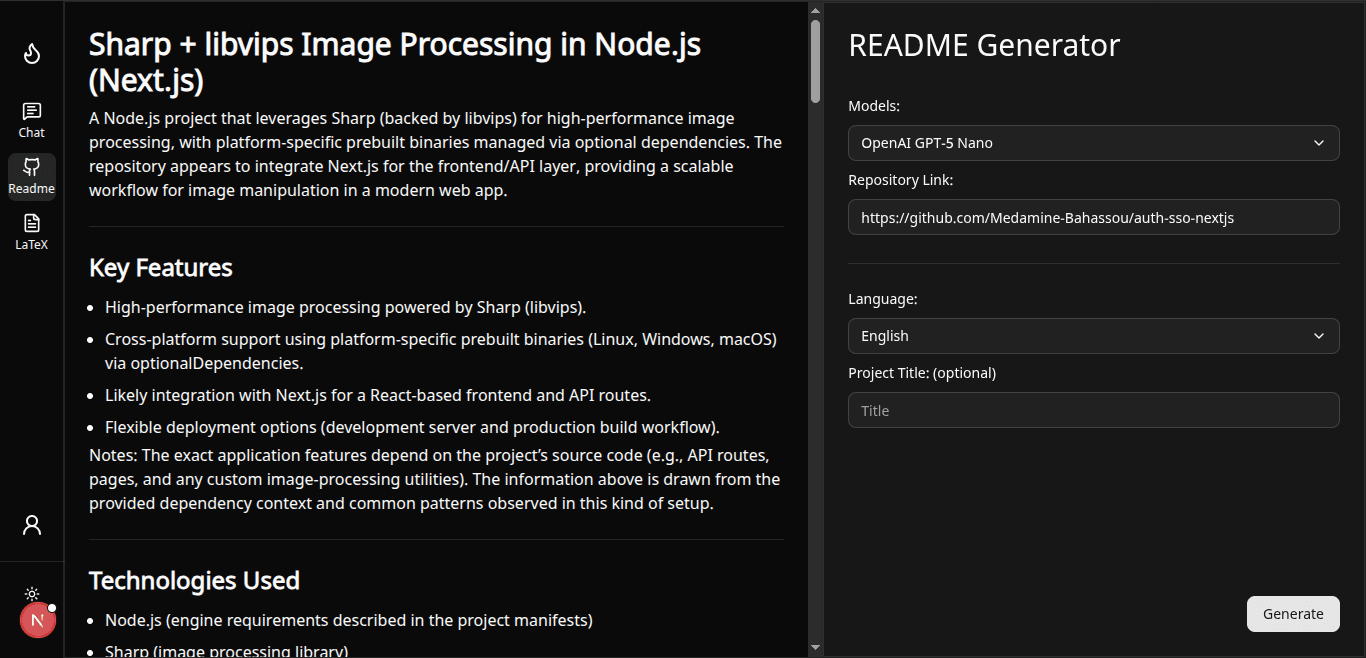 Chat
Readme
LaTeX
N
Sharp + libvips Image Processing in Node.js
(Next.js)
A Node.js project that leverages Sharp (backed by libvips) for high-performance image
processing, with platform-specific prebuilt binaries managed via optional dependencies. The
repository appears to integrate Next.js for the frontend/API layer, providing a scalable
workflow for image manipulation in a modern web app.
Key Features
• High-performance image processing powered by Sharp (libvips).
• Cross-platform support using platform-specific prebuilt binaries (Linux, Windows, macOS)
via optionalDependencies.
• Likely integration with Next.js for a React-based frontend and API routes.
• Flexible deployment options (development server and production build workflow).
Notes: The exact application features depend on the project’s source code (e.g., API routes,
pages, and any custom image-processing utilities). The information above is drawn from the
provided dependency context and common patterns observed in this kind of setup.
Technologies Used
• Node.js (engine requirements described in the project manifests)
• Sharp (image processing library)
README Generator
Models:
OpenAI GPT-5 Nano
Repository Link:
https://github.com/Medamine-Bahassou/auth-sso-nextjs
Language:
English
Project Title: (optional)
Title
Generate